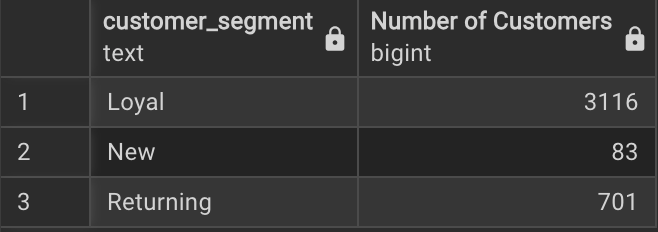 customer_segment Number of Customers
text bigint
1 Loyal 3116
2 New 83
3 Returning 701